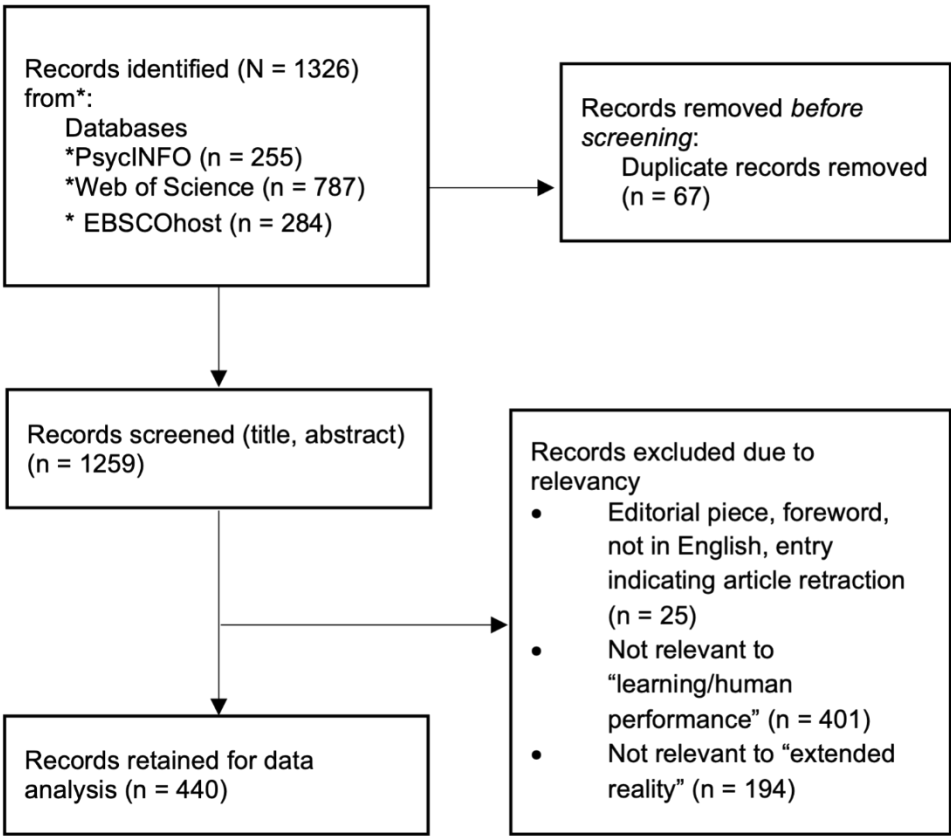 Records identified (N = 1326)
from*:
Databases
*PsycINFO (n = 255)
*Web of Science (n = 787)
* EBSCOhost (n = 284)
Records removed before
screening:
Duplicate records removed
(n = 67)
Records screened (title, abstract)
(n = 1259)
Records excluded due to
relevancy
• Editorial piece, foreword,
not in English, entry
indicating article retraction
(n = 25)
• Not relevant to
“learning/human
performance” (n = 401)
• Not relevant to “extended
reality” (n = 194)
Records retained for data
analysis (n = 440)